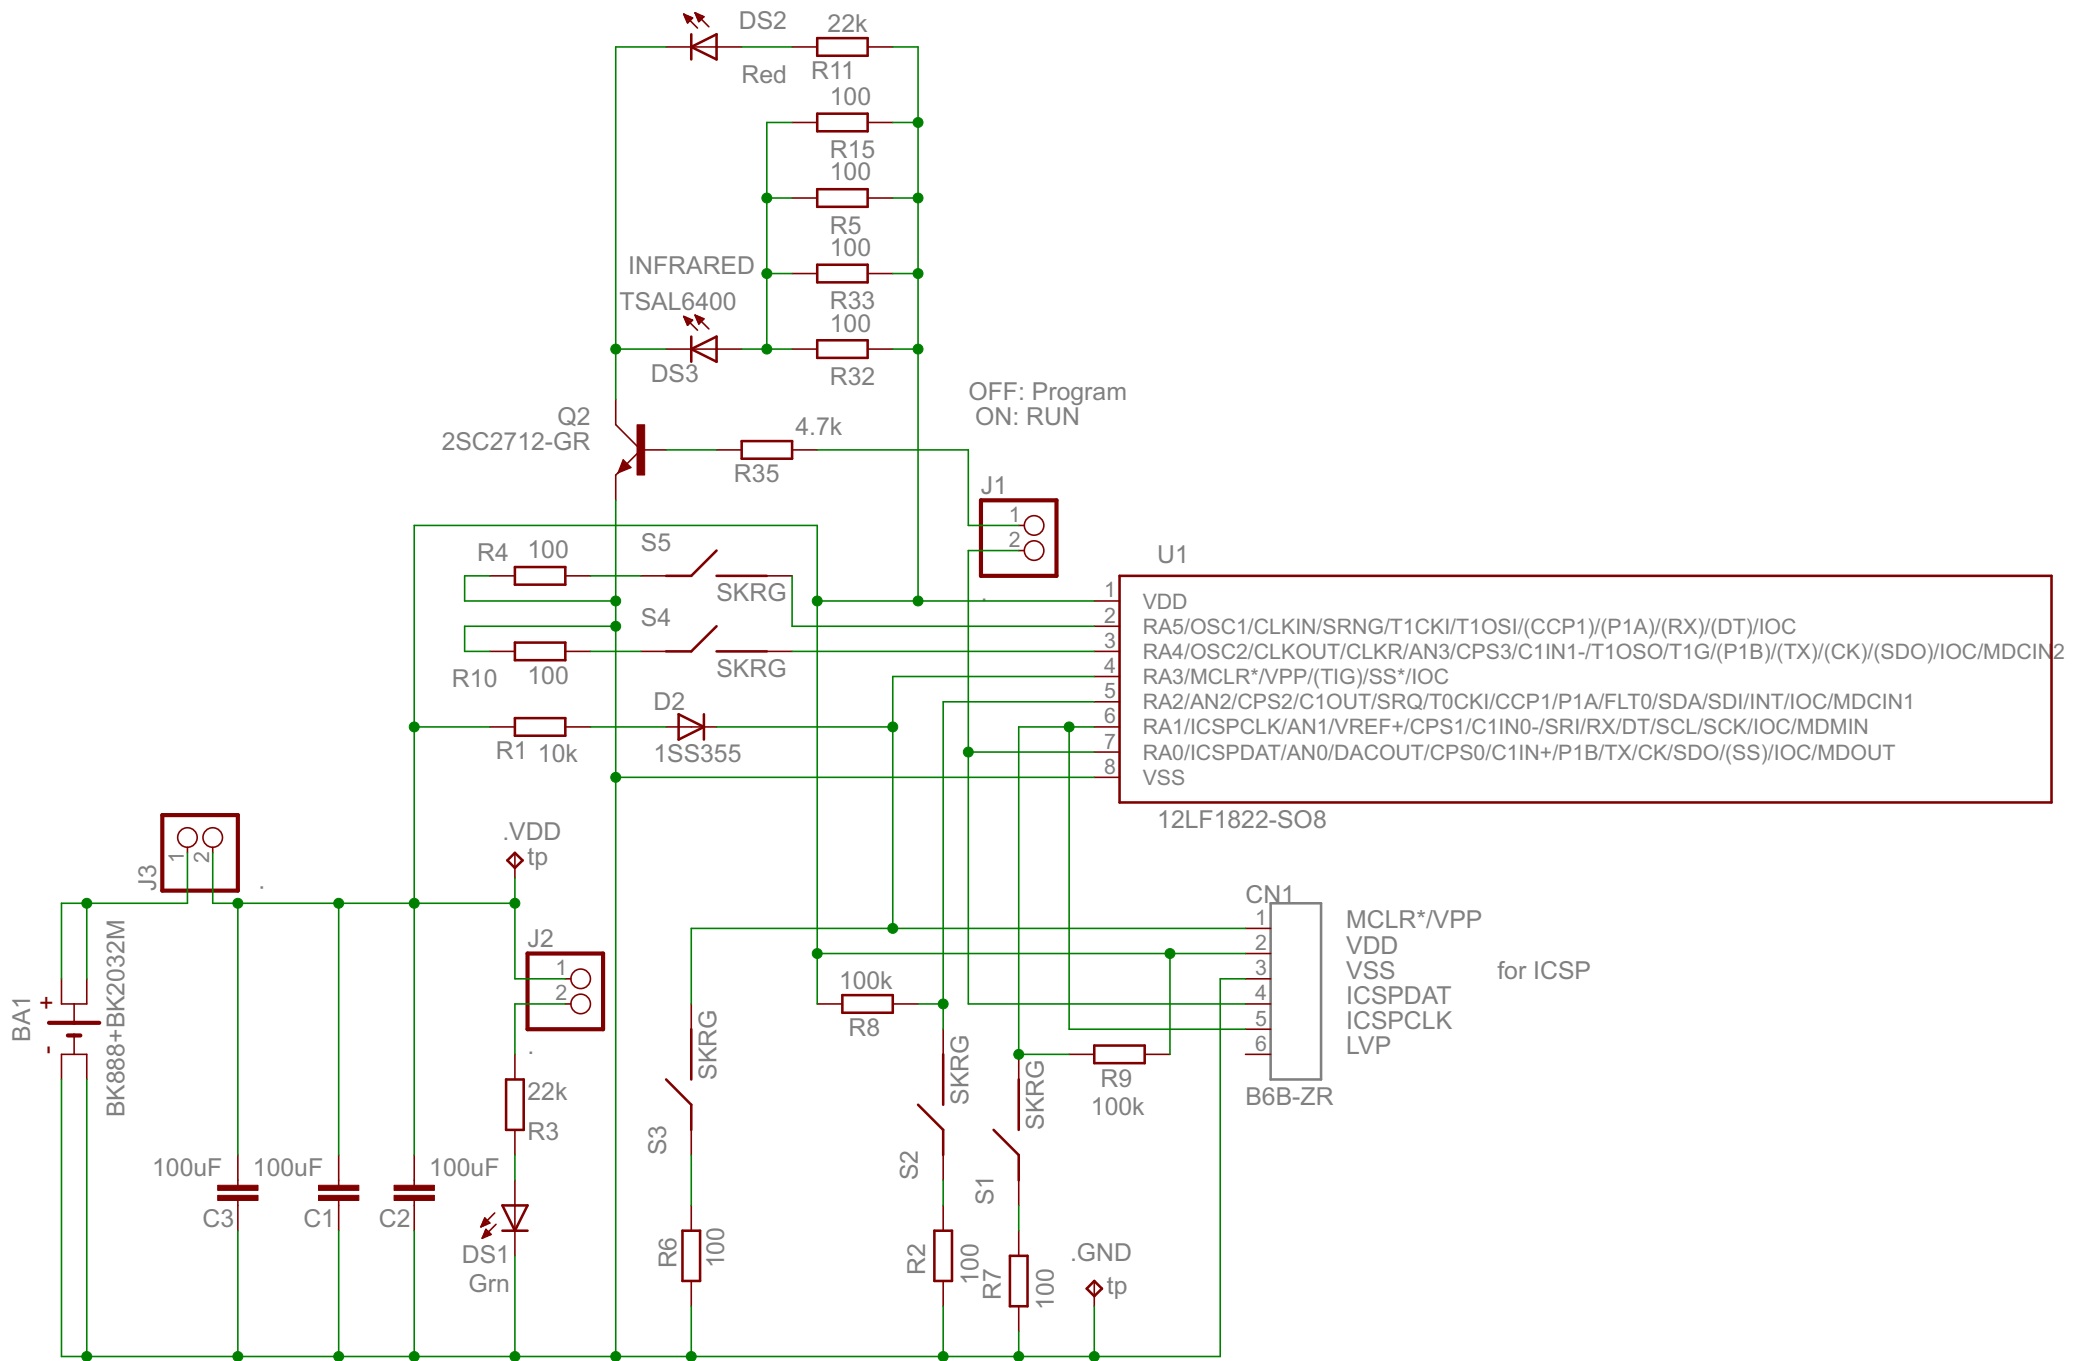 DS2
22k
Red
R11
100
R15
100
R5
100
INFRARED
R33
TSAL6400
100
DS3
R32
OFF: Program
ON: RUN
Q2
2SC2712-GR
4.7k
R35
J1
1
2
R4
100
S5
SKRG
U1
S4
R10
100
SKRG
D2
R1
10k
1SS355
1
VDD
2
RA5/OSC1/CLKIN/SRNG/T1CKI/T1OSI/(CCP1)/(P1A)/(RX)/(DT)/IOC
3
RA4/OSC2/CLKOUT/CLKR/AN3/CPS3/C1IN1-/T1OSO/T1G/(P1B)/(TX)/(CK)/(SDO)/IOC/MDCIN2
4
RA3/MCLR*/VPP/(TIG)/SS*/IOC
5
RA2/AN2/CPS2/C1OUT/SRQ/T0CKI/CCP1/P1A/FLT0/SDA/SDI/INT/IOC/MDCIN1
6
RA1/ICSPCLK/AN1/VREF+/CPS1/C1IN0-/SRI/RX/DT/SCL/SCK/IOC/MDMIN
7
RA0/ICSPDAT/AN0/DACOUT/CPS0/C1IN+/P1B/TX/CK/SDO/(SS)/IOC/MDOUT
8
VSS
12LF1822-SO8
J3
1
2
.VDD
tp
J2
1
2
BA1
+
-
BK888+BK2032M
22k
R3
100uF
C3
100uF
C1
100uF
C2
DS1
Grn
SKRG
S3
R6
100
100k
R8
SKRG
S2
R2
100
SKRG
S1
R7
100
R9
100k
.GND
tp
CN1
1
MCLR*/VPP
2
VDD
3
VSS
for ICSP
4
ICSPDAT
5
ICSPCLK
6
LVP
B6B-ZR